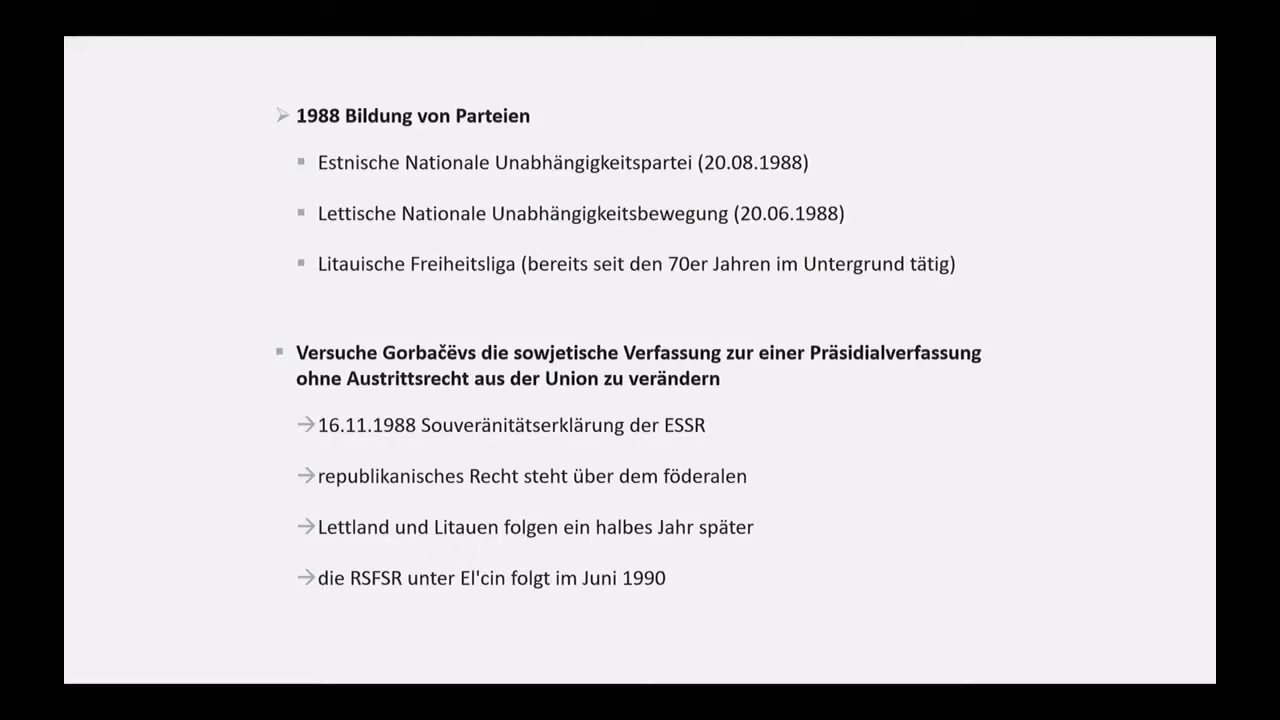 1988 Bildung von Parteien
Estnische Nationale Unabhängigkeitspartei (20.08.1988)
Lettische Nationale Unabhängigkeitsbewegung (20.06.1988)
Litauische Freiheitsliga (bereits seit den 70er Jahren im Untergrund tätig)
Versuche Gorbačëvs die sowjetische Verfassung zur einer Präsidialverfassung
ohne Austrittsrecht aus der Union zu verändern
→16.11.1988 Souveränitätserklärung der ESSR
→republikanisches Recht steht über dem föderalen
→Lettland und Litauen folgen ein halbes Jahr später
→die RSFSR unter El'cin folgt im Juni 1990